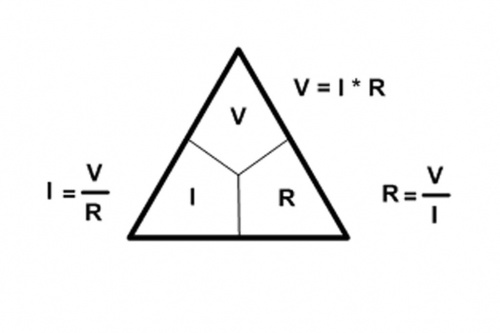 V = I * R
V
I = V/R
I
R
R = V/I